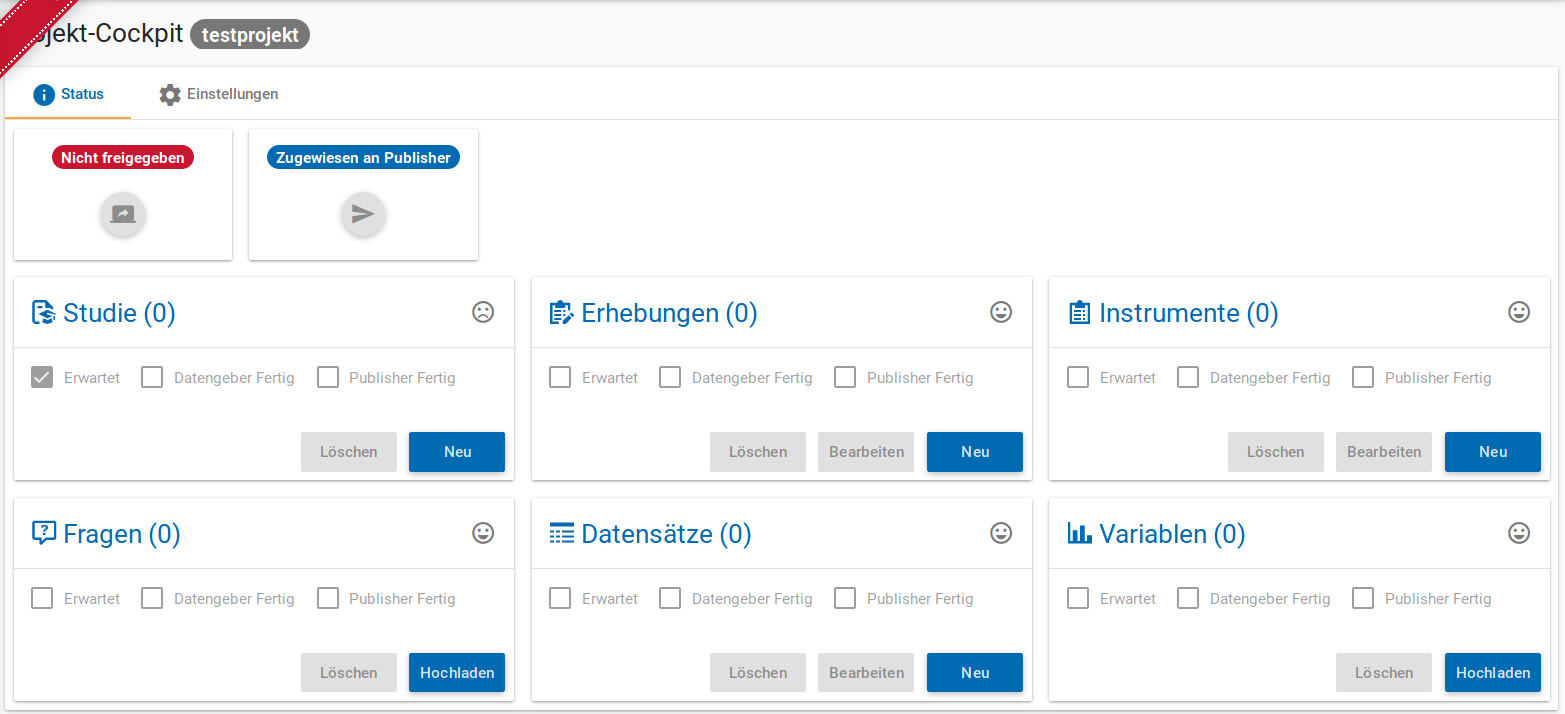 ojekt-Cockpit testprojekt
Status Einstellungen
Nicht freigegeben Zugewiesen an Publisher
Studie (0) Erhebungen (0) Instrumente (0)
Erwartet Datengeber Fertig Publisher Fertig Erwartet Datengeber Fertig Publisher Fertig Erwartet Datengeber Fertig Publisher Fertig
Löschen Neu Löschen Bearbeiten Neu Löschen Bearbeiten Neu
Fragen (0) Datensätze (0) Variablen (0)
Erwartet Datengeber Fertig Publisher Fertig Erwartet Datengeber Fertig Publisher Fertig Erwartet Datengeber Fertig Publisher Fertig
Löschen Hochladen Löschen Bearbeiten Neu Löschen Hochladen